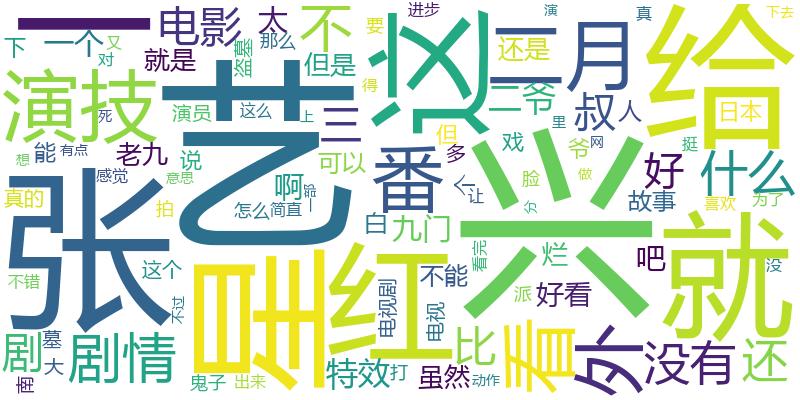 一
电影
太
不
这
二月
给
下
一个
又
对
就是
盗墓
那么
但是
要
得
进步
还是
演
真
下去
演技
艺
演员
这么
上
三
二爷
叔
人
里
网
日本
死
想
能
有点
老九
说
可以
番
但
多
戏
爷
挺
好
什么
真的
感觉
意思
啊
个
让
脸
做
张
拍
怎么
简直
白
九门
兴
分
故事
喜欢
为了
不错
这个
不过
星
红
电视剧
不能
电视
看完
烂
派
好看
吧
就
没
剧
墓
大
剧情
南
鬼子
出来
特效
打
虽然
比
动作
看
外
没有
还